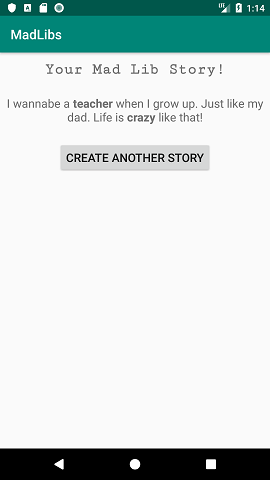 1:14
MadLibs
Your Mad Lib Story!
I wannabe a teacher when I grow up. Just like my
dad. Life is crazy like that!
CREATE ANOTHER STORY